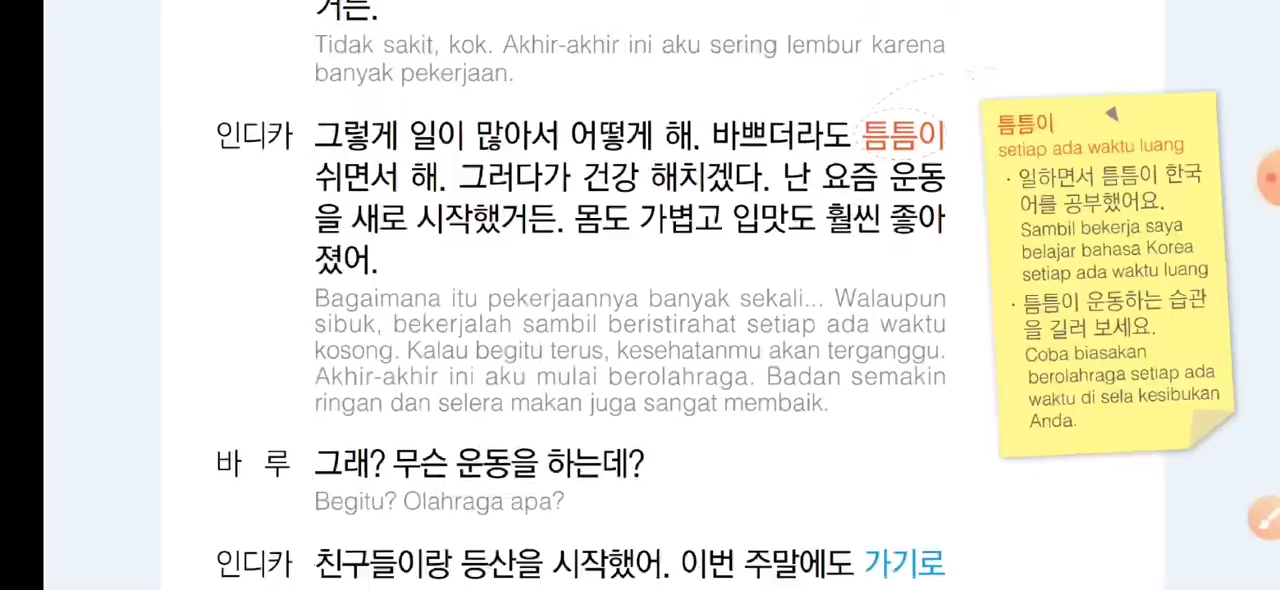 거든.
Tidak sakit, kok. Akhir-akhir ini aku sering lembur karena
banyak pekerjaan.
인디카 그렇게 일이 많아서 어떻게 해. 바쁘더라도 틈틈이
쉬면서 해. 그러다가 건강 해치겠다. 난 요즘 운동
을 새로 시작했거든. 몸도 가볍고 입맛도 훨씬 좋아
졌어.
Bagaimana itu pekerjaannya banyak sekali... Walaupun
sibuk, bekerjalah sambil beristirahat setiap ada waktu
kosong. Kalau begitu terus, kesehatanmu akan terganggu.
Akhir-akhir ini aku mulai berolahraga. Badan semakin
ringan dan selera makan juga sangat membaik.
바 루 그래? 무슨 운동을 하는데?
Begitu? Olahraga apa?
인디카 친구들이랑 등산을 시작했어. 이번 주말에도 가기로
틈틈이
setiap ada waktu luang
· 일하면서 틈틈이 한국
어를 공부했어요.
Sambil bekerja saya
belajar bahasa Korea
setiap ada waktu luang
· 틈틈이 운동하는 습관
을 길러 보세요.
Coba biasakan
berolahraga setiap ada
waktu di sela kesibukan
Anda.